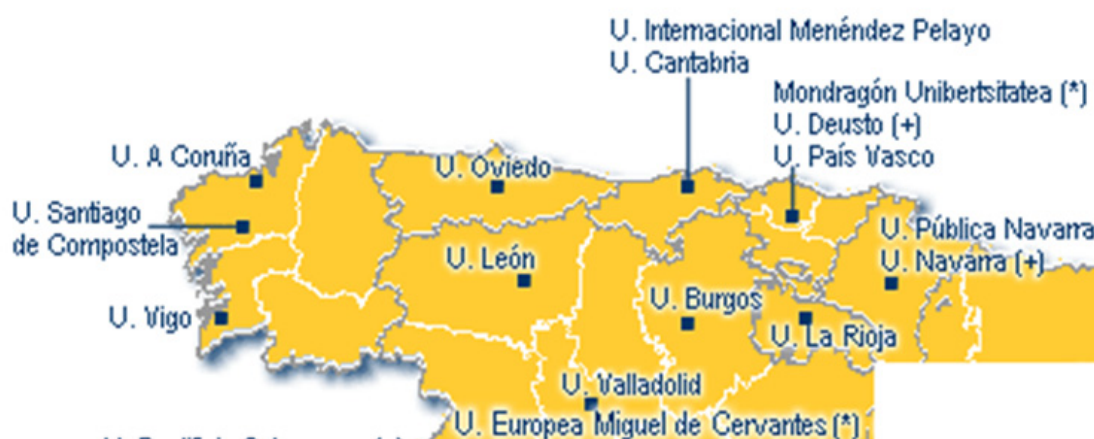 U. Internacional Menéndez Pelayo
U. Cantabria
Mondragón Unibertsitatea (*)
U. Deusto (+)
U. País Vasco
U. A Coruña
U. Oviedo
U. Santiago
de Compostela
U. Pública Navarra
U. Navarra (+)
U. León
U. Burgos
U. Vigo
U. La Rioja
U. Valladolid
U. Europea Miguel de Cervantes (*)